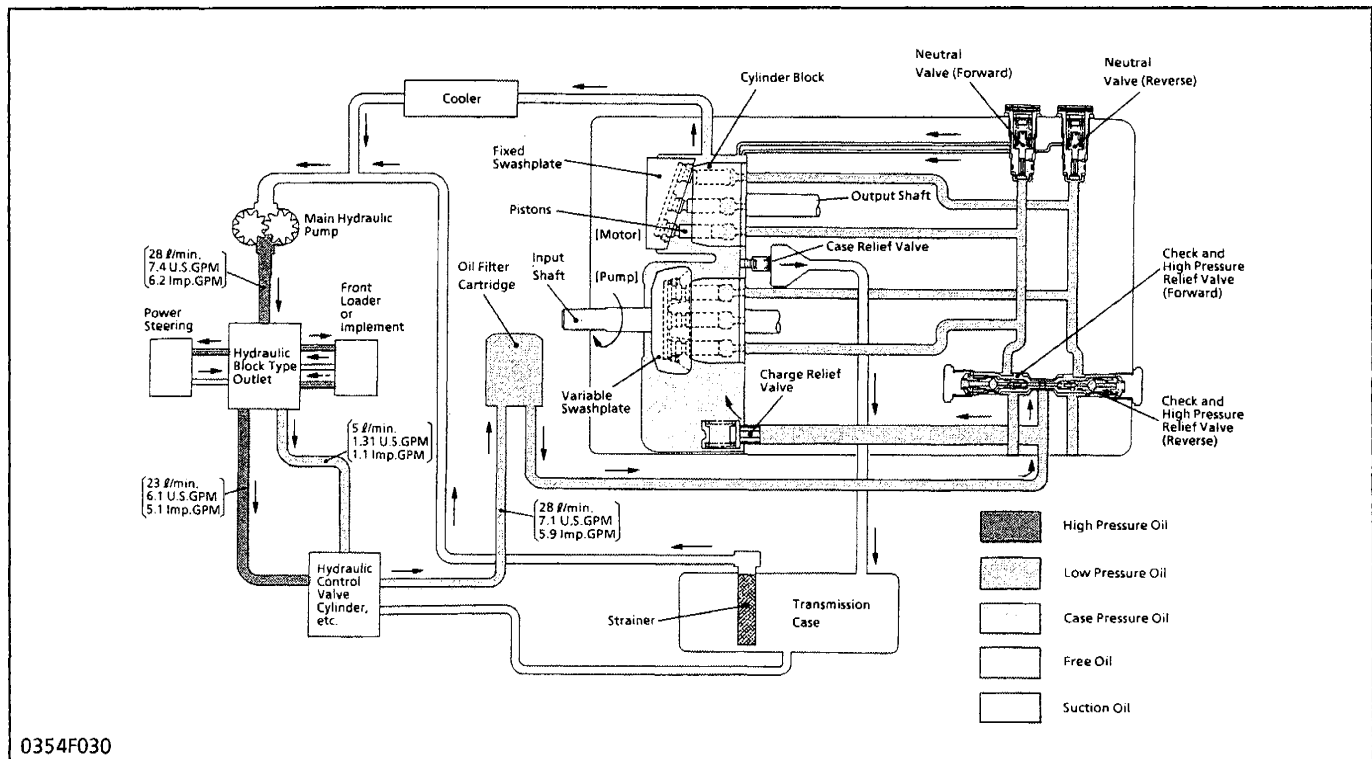 Neutral
Valve (Forward)
Neutral
Valve (Reverse)
Cylinder Block
Cooler
Fixed
Swashplate
Output Shaft
Pistons
Main Hydraulic
Pump
[Motor]
Case Relief Valve
28 ℓ/min.
7.4 U.S.GPM
6.2 Imp.GPM
Input
Shaft
[Pump]
Oil Filter
Cartridge
Check and
High Pressure
Relief Valve
(Forward)
Power
Steering
Front
Loader
or
Implement
Hydraulic
Block Type
Outlet
Variable
Swashplate
Charge Relief
Valve
Check and
High Pressure
Relief Valve
(Reverse)
5 ℓ/min.
1.31 U.S.GPM
1.1 Imp.GPM
23 ℓ/min.
6.1 U.S.GPM
5.1 Imp.GPM
28 ℓ/min.
7.1 U.S.GPM
5.9 Imp.GPM
High Pressure Oil
Low Pressure Oil
Case Pressure Oil
Free Oil
Suction Oil
Hydraulic
Control
Valve
Cylinder,
etc.
Strainer
Transmission
Case
0354F030